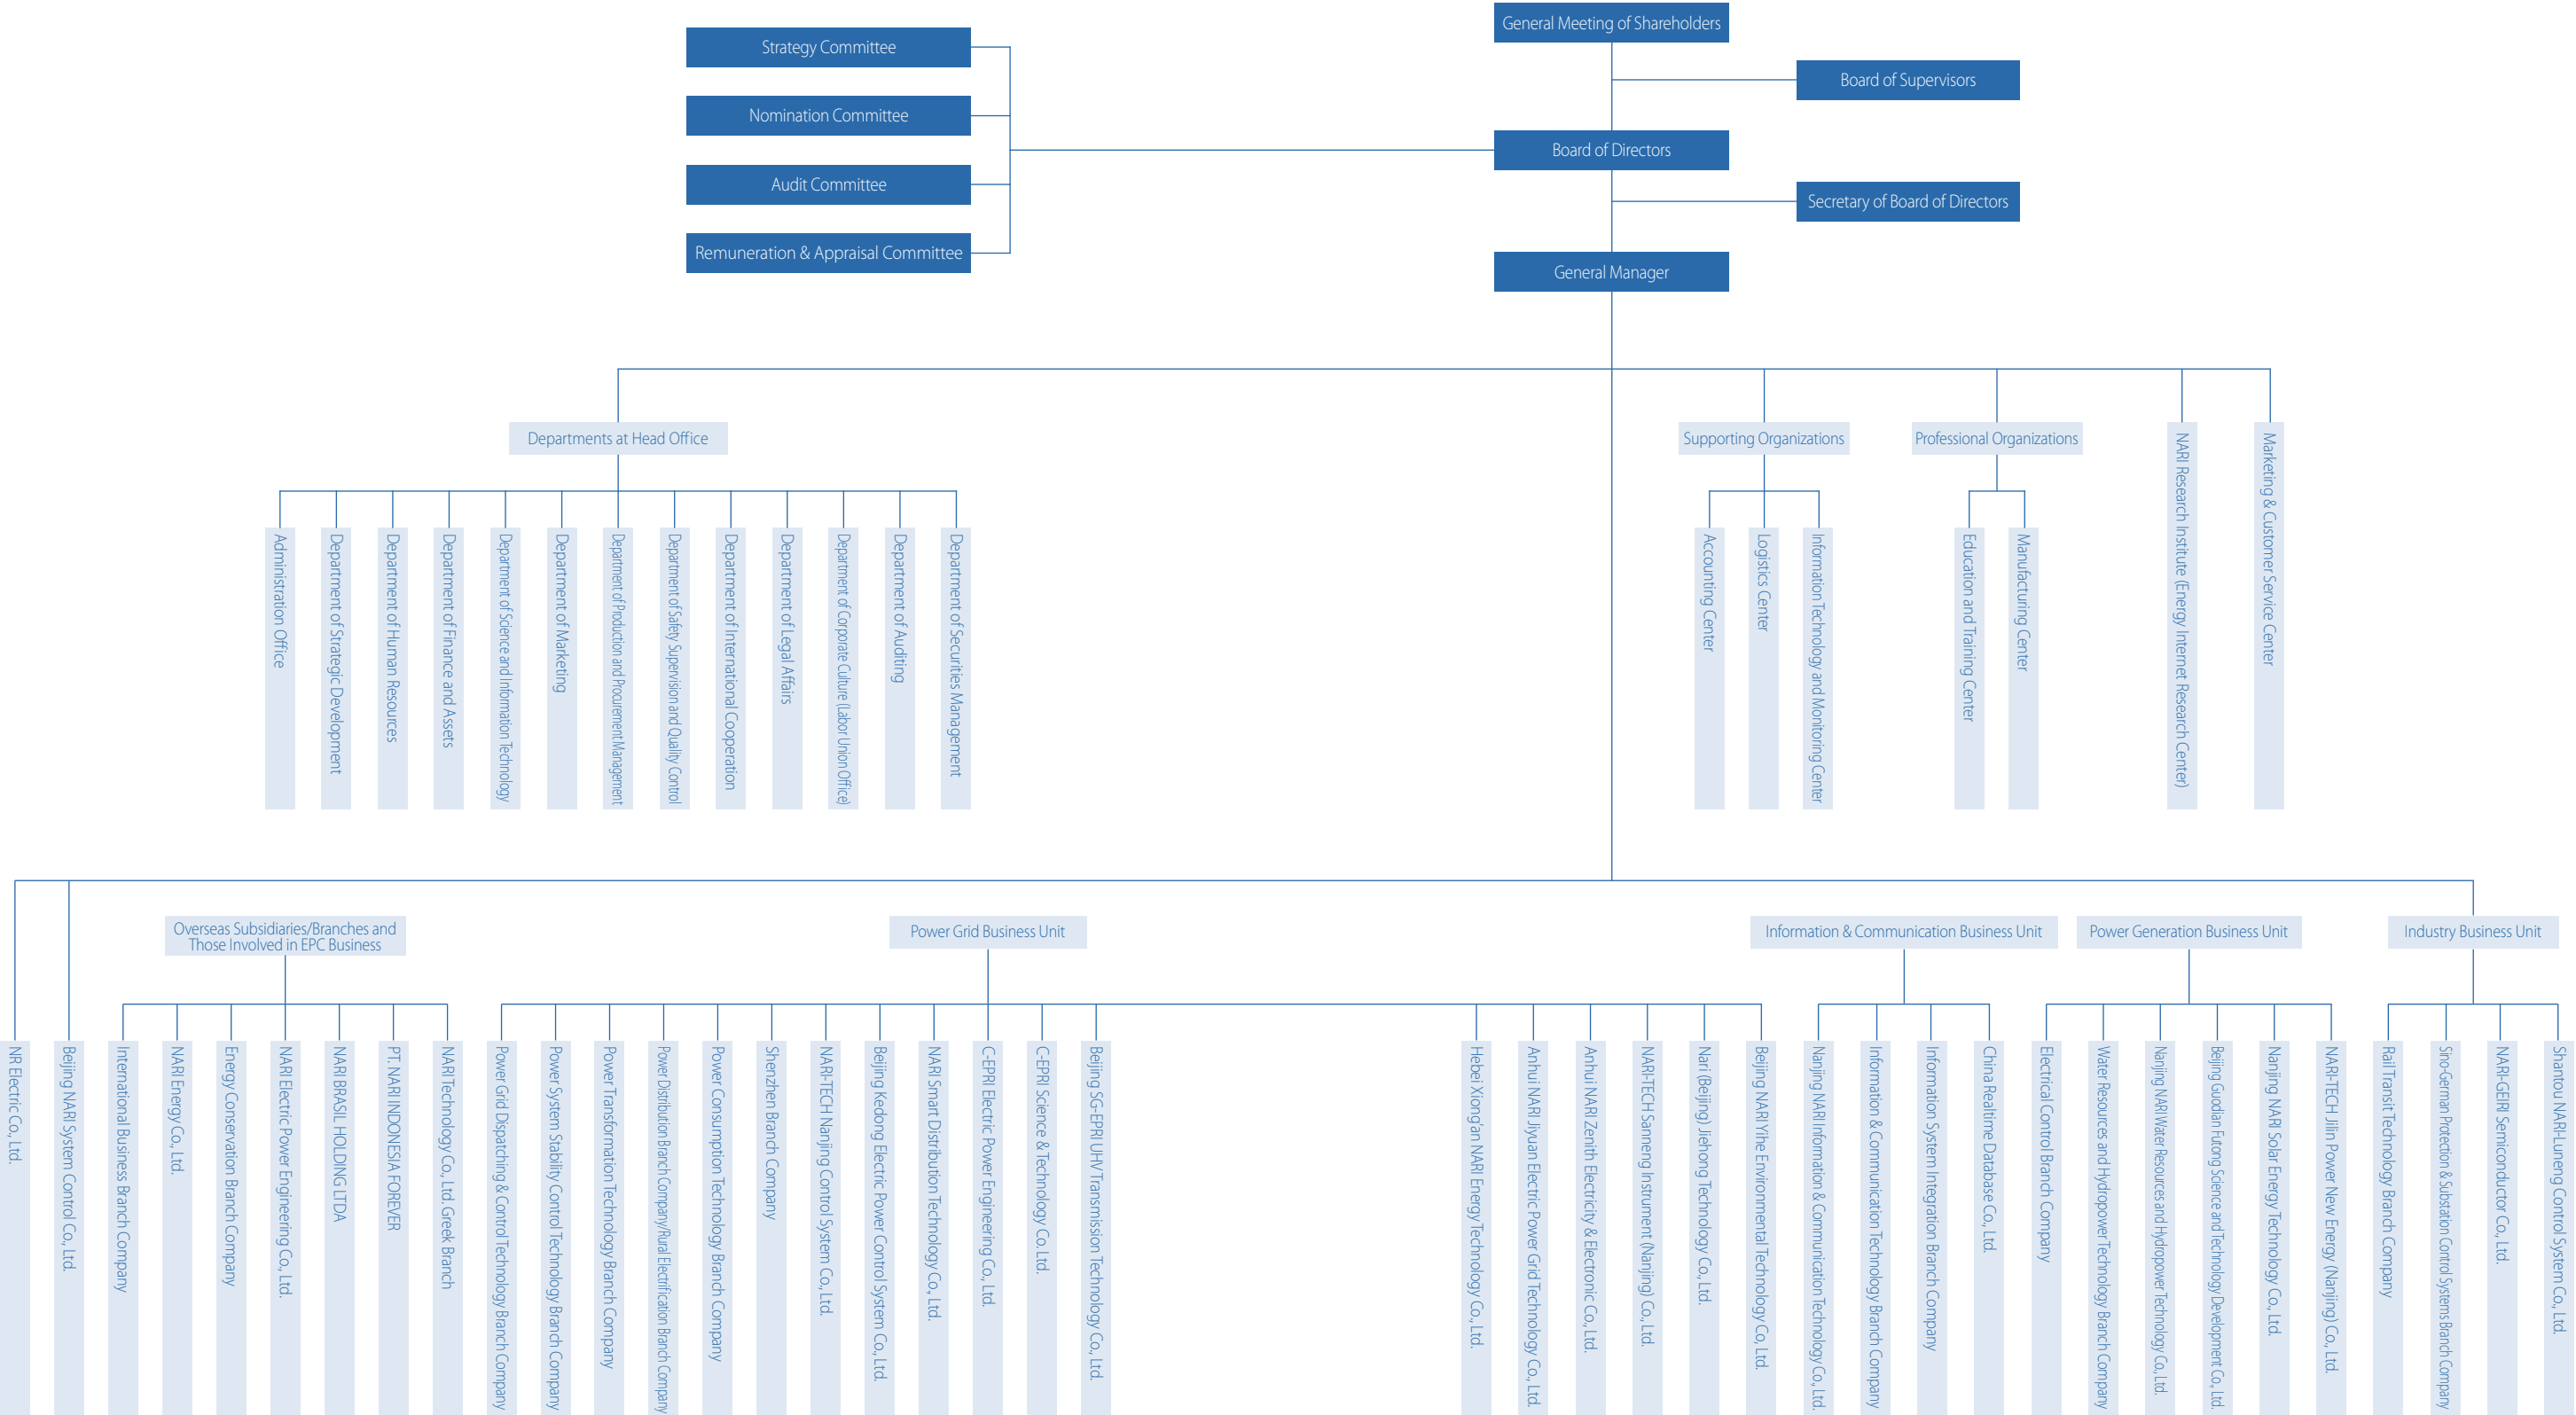 General Meeting of Shareholders
Strategy Committee
Board of Supervisors
Nomination Committee
Board of Directors
Audit Committee
Secretary of Board of Directors
Remuneration & Appraisal Committee
General Manager
Departments at Head Office
Supporting Organizations
Professional Organizations
NARI Research Institute (Energy Internet Research Center)
Marketing & Customer Service Center
Administration Office
Department of Strategic Development
Department of Human Resources
Department of Finance and Assets
Department of Science and Information Technology
Department of Marketing
Department of Production and Procurement Management
Department of Safety Supervision and Quality Control
Department of International Cooperation
Department of Legal Affairs
Department of Corporate Culture (Labor Union Office)
Department of Auditing
Department of Securities Management
Accounting Center
Logistics Center
Information Technology and Monitoring Center
Education and Training Center
Manufacturing Center
Overseas Subsidiaries/Branches and
Those Involved in EPC Business
Power Grid Business Unit
Information & Communication Business Unit
Power Generation Business Unit
Industry Business Unit
NR Electric Co., Ltd.
Beijing NARI System Control Co., Ltd.
International Business Branch Company
NARI Energy Co., Ltd.
Energy Conservation Branch Company
NARI Electric Power Engineering Co., Ltd.
NARI BRASIL HOLDING LTDA
PT. NARI INDONESIA FOREVER
NARI Technology Co., Ltd. Greek Branch
Power Grid Dispatching & Control Technology Branch Company
Power System Stability Control Technology Branch Company
Power Transformation Technology Branch Company
Power Distribution Branch Company/Rural Electrification Branch Company
Power Consumption Technology Branch Company
Shenzhen Branch Company
NARI-TECH Nanjing Control System Co., Ltd.
Beijing Kedong Electric Power Control System Co., Ltd.
NARI Smart Distribution Technology Co., Ltd.
C-EPRI Electric Power Engineering Co., Ltd.
C-EPRI Science & Technology Co. Ltd.
Beijing SG-EPRI UHV Transmission Technology Co., Ltd.
Hebei Xiong'an NARI Energy Technology Co., Ltd.
Anhui NARI Jiyuan Electric Power Grid Technology Co., Ltd.
Anhui NARI Zenith Electricity & Electronic Co., Ltd.
NARI-TECH Sanneng Instrument (Nanjing) Co., Ltd.
Nari (Beijing) Jiehong Technology Co., Ltd.
Beijing NARI Yihe Environmental Technology Co., Ltd.
Nanjing NARI Information & Communication Technology Co., Ltd.
Information & Communication Technology Branch Company
Information System Integration Branch Company
China Realtime Database Co., Ltd.
Electrical Control Branch Company
Water Resources and Hydropower Technology Branch Company
Nanjing NARI Water Resources and Hydropower Technology Co., Ltd.
Beijing Guodian Futong Science and Technology Development Co., Ltd.
Nanjing NARI Solar Energy Technology Co., Ltd.
NARI-TECH Jilin Power New Energy (Nanjing) Co., Ltd.
Rail Transit Technology Branch Company
Sino-German Protection & Substation Control Systems Branch Company
NARI-GEIRI Semiconductor Co., Ltd.
Shantou NARI-Luneng Control System Co., Ltd.